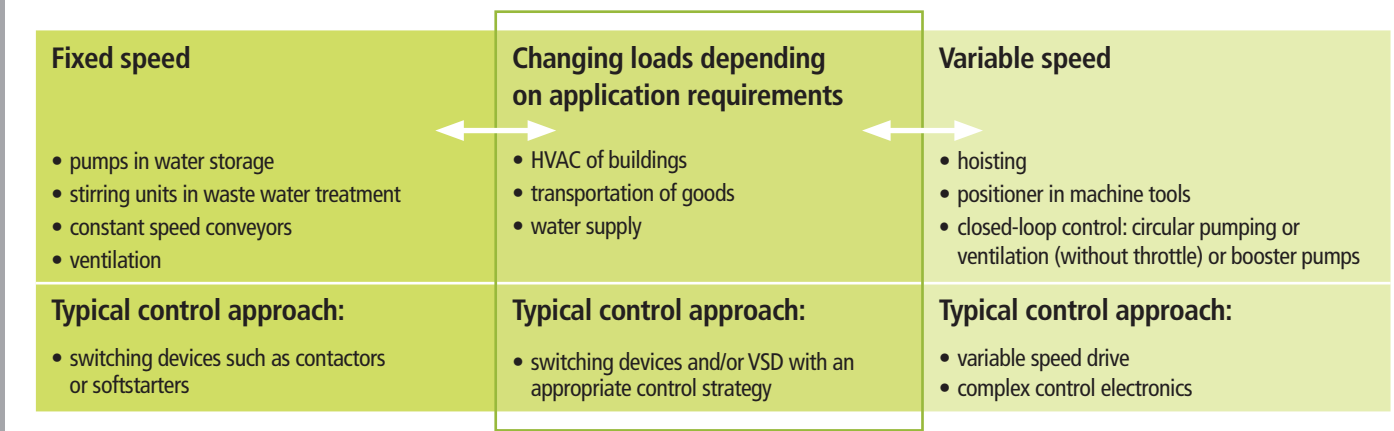 Fixed speed
• pumps in water storage
• stirring units in waste water treatment
• constant speed conveyors
• ventilation
Typical control approach:
• switching devices such as contactors
or softstarters
Changing loads depending
on application requirements
• HVAC of buildings
• transportation of goods
• water supply
Typical control approach:
• switching devices and/or VSD with an
appropriate control strategy
Variable speed
• hoisting
• positioner in machine tools
• closed-loop control: circular pumping or
ventilation (without throttle) or booster pumps
Typical control approach:
• variable speed drive
• complex control electronics